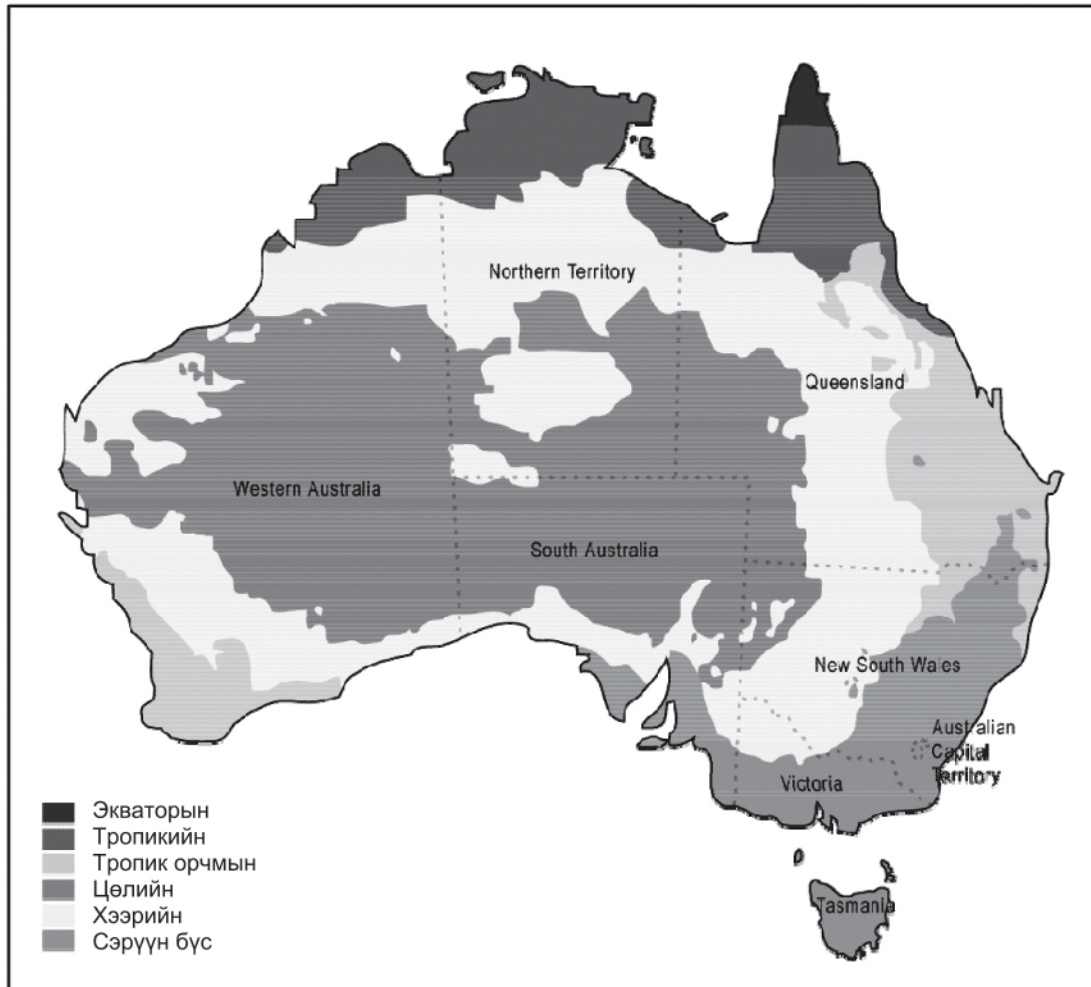 Northern Territory
Queensland
Western Australia
South Australia
New South Wales
Australian
Capital
Territory
Victoria
Tasmania
Экваторын
Тропикийн
Тропик орчмын
Цөлийн
Хээрийн
Сэрүүн бүс